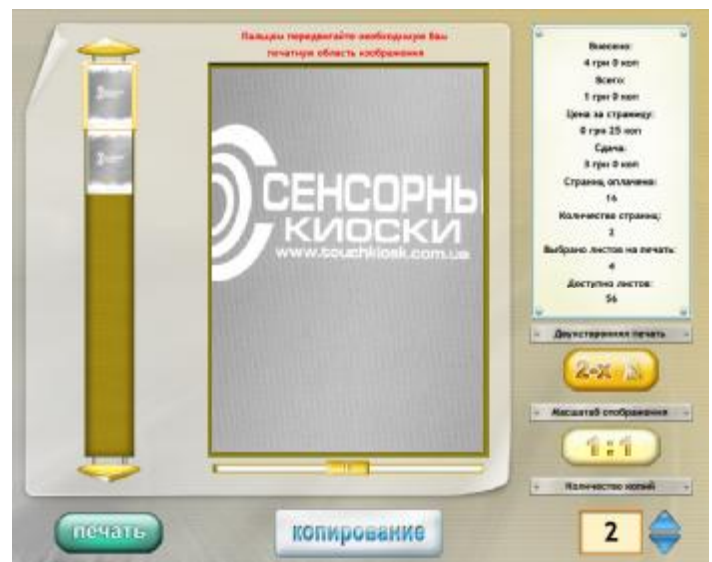 Пальцем передвигайте необходимую Вам
печатную область изображения
СЕНСОРНЫ
КИОСКИ
www.touchkiosk.com.ua
Внесено:
4 грн 0 коп
Всего:
1 грн 0 коп
Цена за страницу:
0 грн 25 коп
Сдача:
3 грн 0 коп
Страниц оплачено:
16
Количество страниц:
2
Выбрано листов на печать:
4
Доступно листов:
56
Двухсторонняя печать
2-х
Масштаб отображения
1:1
Количество копий
2
печать
копирование